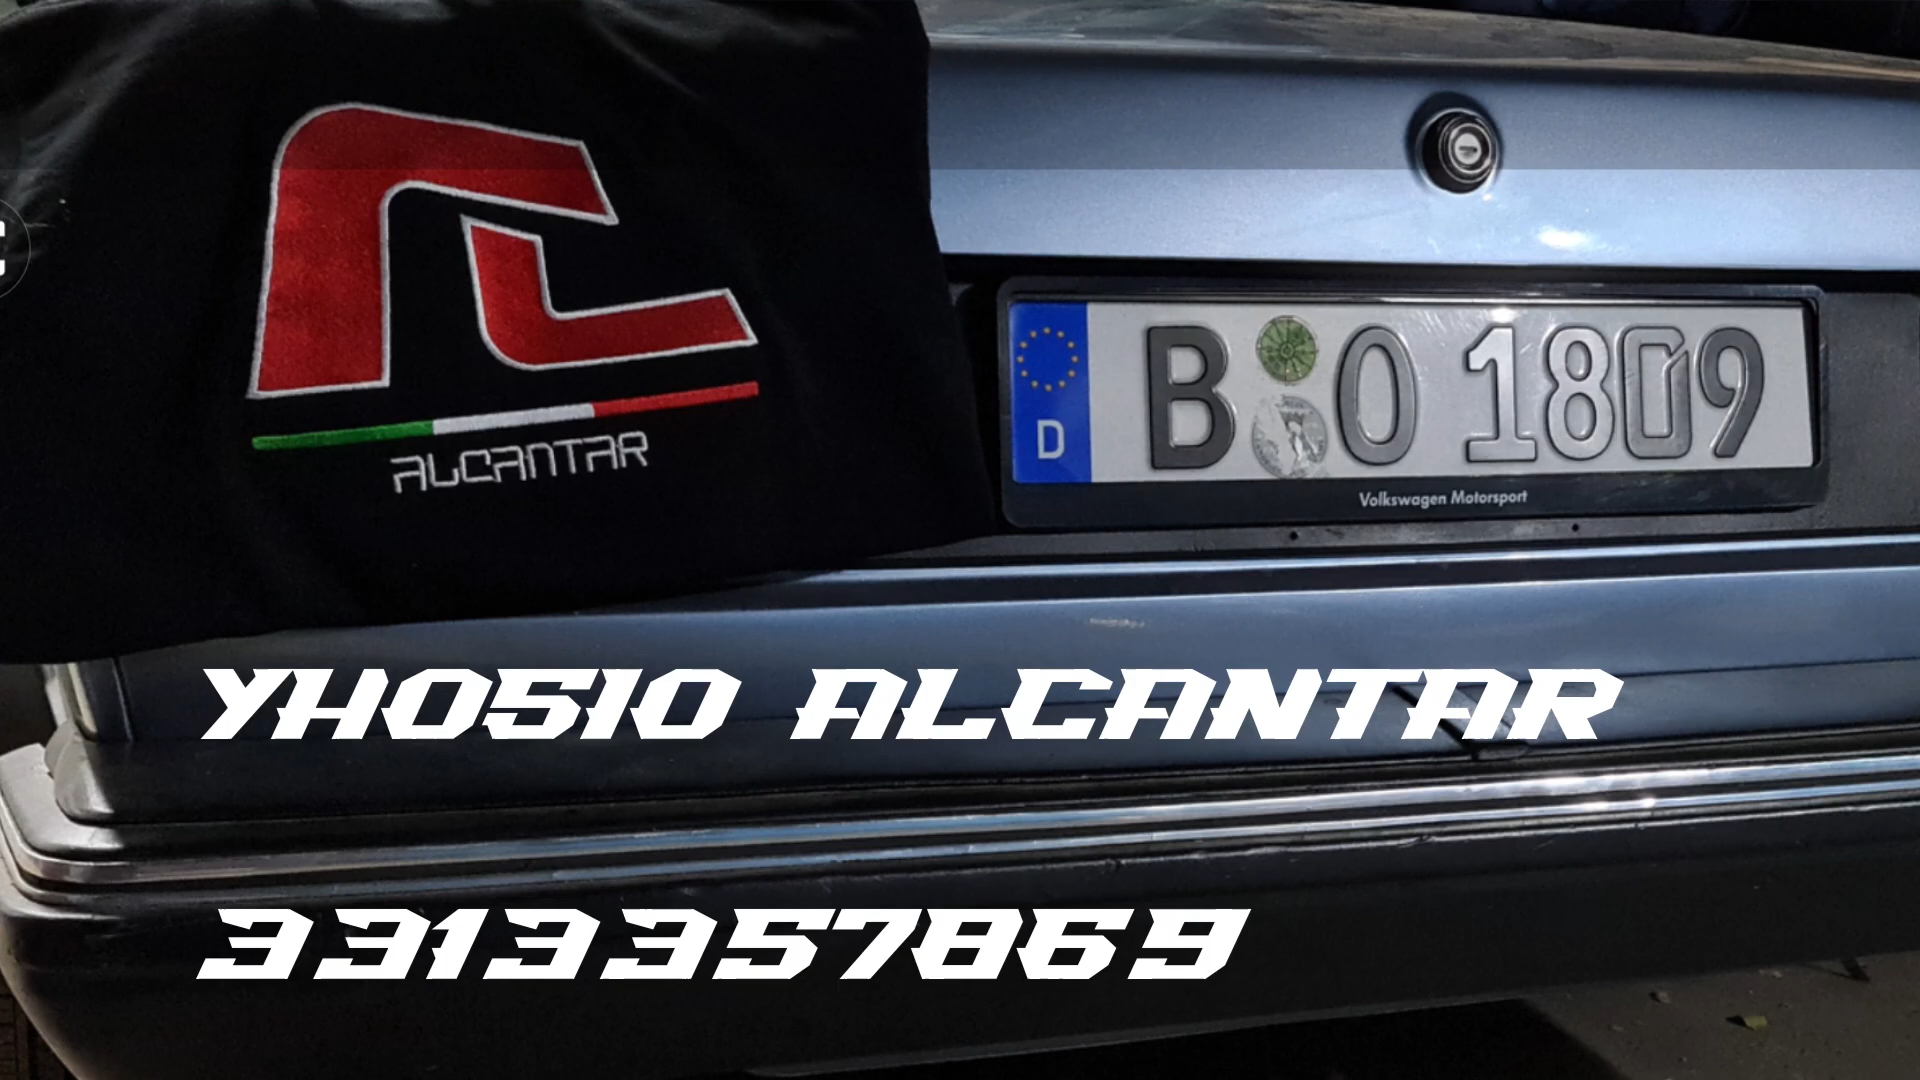 ALCANTAR
D
B O 1809
Volkswagen Motorsport
YHOSIO ALCANTAR
3313357869